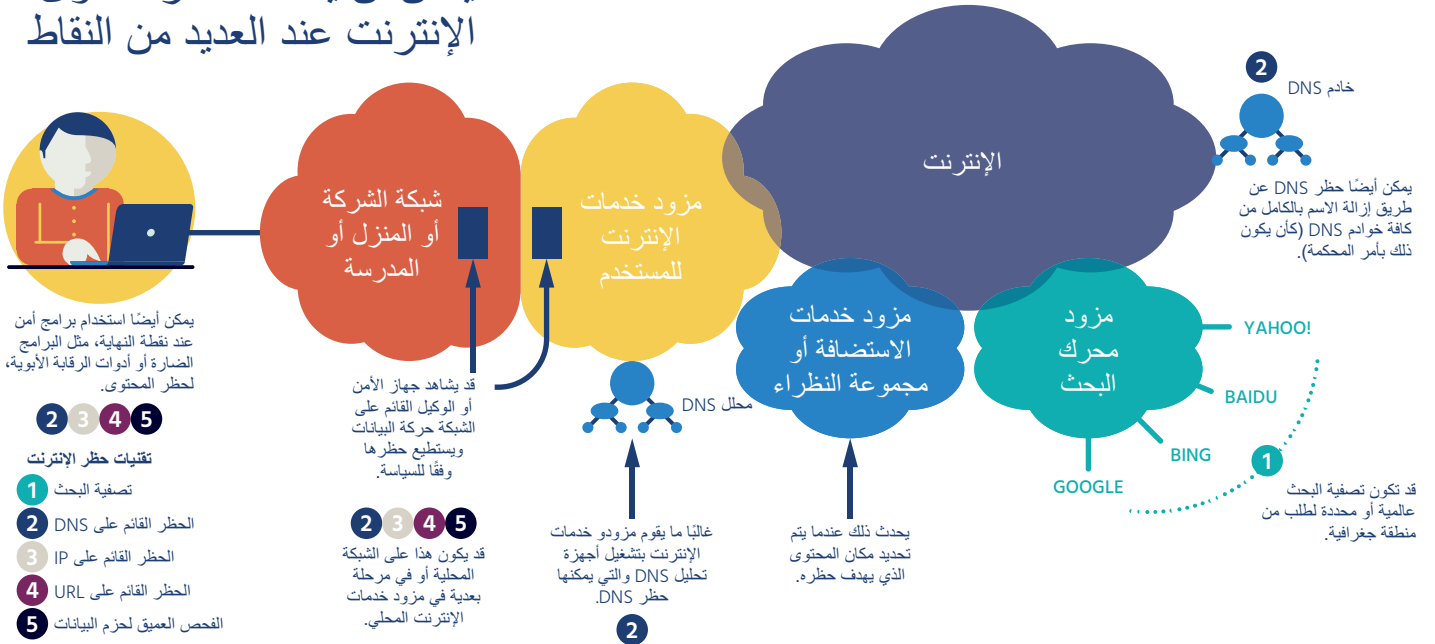 الإنترنت عند العديد من النقاط
شبكة الشركة
أو المنزل أو
المدرسة
مزود خدمات
الإنترنت
للمستخدم
الإنترنت
2
خادم DNS
يمكن أيضًا حظر DNS عن
طريق إزالة الاسم بالكامل من
كافة خوادم DNS (كأن يكون
ذلك بأمر المحكمة).
مزود خدمات
الاستضافة أو
مجموعة النظراء
مزود
محرك
البحث
YAHOO!
BAIDU
BING
GOOGLE
1
قد تكون تصفية البحث
عالمية أو محددة لطلب من
منطقة جغرافية.
يمكن أيضًا استخدام برامج أمن
عند نقطة النهاية، مثل البرامج
الضارة أو أدوات الرقابة الأبوية،
لحظر المحتوى.
2 3 4 5
تقنيات حظر الإنترنت
1 تصفية البحث
2 الحظر القائم على DNS
3 الحظر القائم على IP
4 الحظر القائم على URL
5 الفحص العميق لحزم البيانات
قد يشاهد جهاز الأمن
أو الوكيل القائم على
الشبكة حركة البيانات
ويستطيع حظرها
وفقًا للسياسة.
2 3 4 5
قد يكون هذا على الشبكة
المحلية أو في مرحلة
بعدية في مزود خدمات
الإنترنت المحلي.
محلل DNS
غالبًا ما يقوم مزودو خدمات
الإنترنت بتشغيل أجهزة
تحليل DNS والتي يمكنها
حظر DNS.
2
يحدث ذلك عندما يتم
تحديد مكان المحتوى
الذي يهدف حظره.